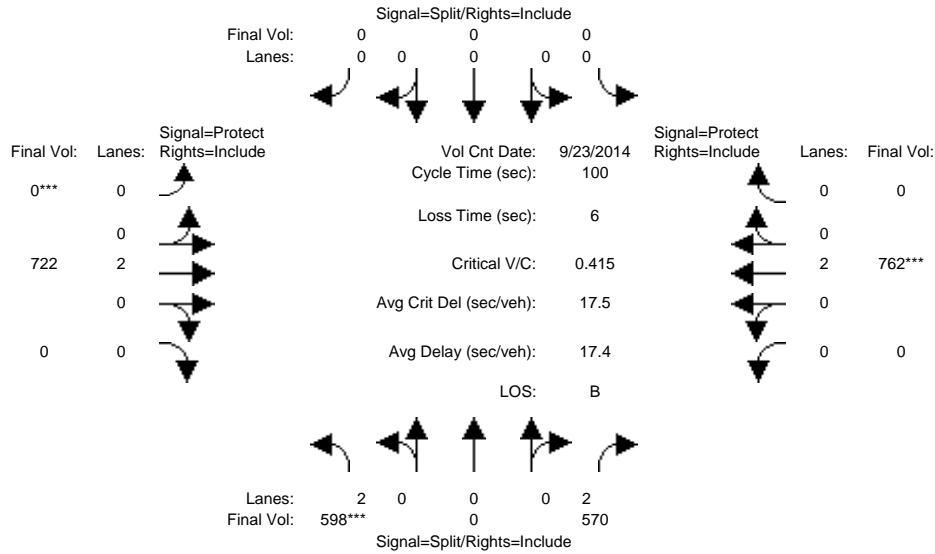 Signal=Split/Rights=Include
Final Vol: 0 0 0
Lanes: 0 0 0 0 0
Signal=Protect Signal=Protect
Final Vol: Lanes: Rights=Include Vol Cnt Date: 9/23/2014 Rights=Include Lanes: Final Vol:
Cycle Time (sec): 100
0*** 0 0 0
Loss Time (sec): 6
0 0
722 2 Critical V/C: 0.415 2 762***
0 Avg Crit Del (sec/veh): 17.5 0
0 0 Avg Delay (sec/veh): 17.4 0 0
LOS: B
Lanes: 2 0 0 0 2
Final Vol: 598*** 0 570
Signal=Split/Rights=Include